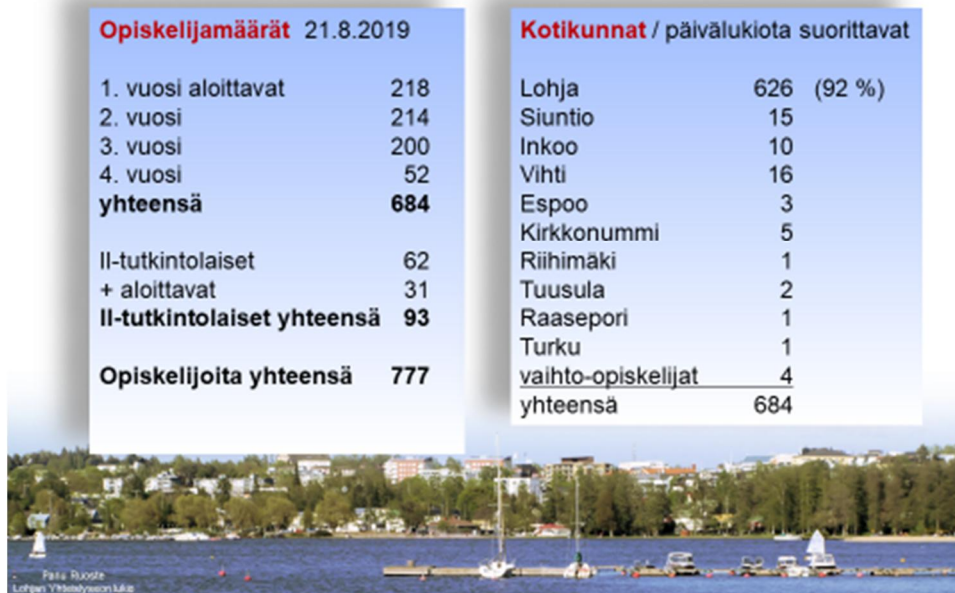 Opiskelijamäärät 21.8.2019
1. vuosi aloittavat 218
2. vuosi 214
3. vuosi 200
4. vuosi 52
yhteensä 684
II-tutkintolaiset 62
+ aloittavat 31
II-tutkintolaiset yhteensä 93
Opiskelijoita yhteensä 777
Kotikunnat / päivälukiota suorittavat
Lohja 626 (92 %)
Siuntio 15
Inkoo 10
Vihti 16
Espoo 3
Kirkkonummi 5
Riihimäki 1
Tuusula 2
Raasepori 1
Turku 1
vaihto-opiskelijat 4
yhteensä 684
Ruoste
Lohjan Yhteislyseon lukio